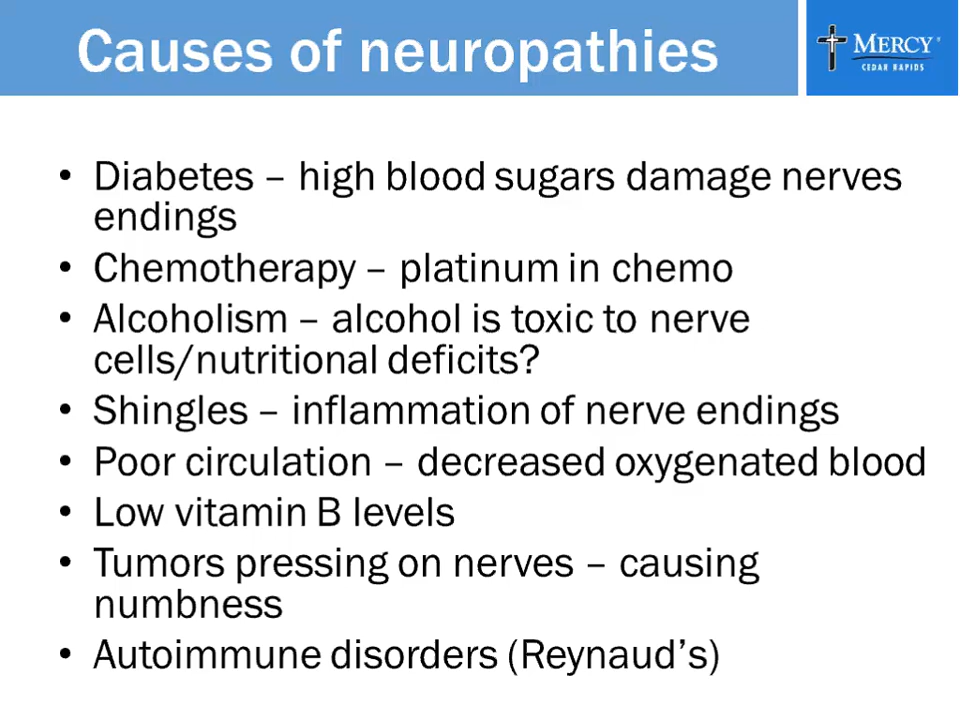 Causes of neuropathies
MERCY®
CEDAR RAPIDS
• Diabetes – high blood sugars damage nerves
endings
• Chemotherapy – platinum in chemo
• Alcoholism – alcohol is toxic to nerve
cells/nutritional deficits?
• Shingles – inflammation of nerve endings
• Poor circulation – decreased oxygenated blood
• Low vitamin B levels
• Tumors pressing on nerves – causing
numbness
• Autoimmune disorders (Reynaud’s)